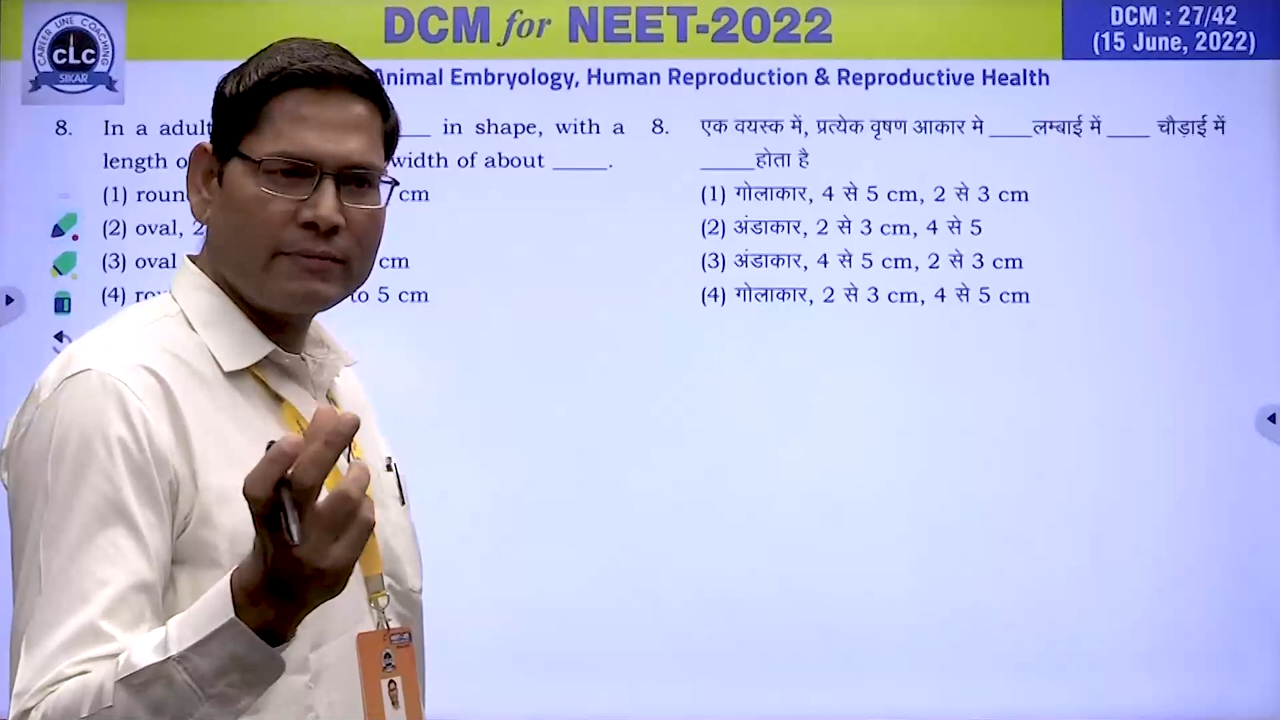 DCM for NEET-2022
DCM : 27/42
(15 June, 2022)
CAREER LINE COACHING
CLC
SIKAR
Animal Embryology, Human Reproduction & Reproductive Health
8. In a adult ____ in shape, with a
length width of about ____.
(1) cm
(2) oval, 2
(3) oval cm
(4) to 5 cm
8. एक वयस्क में, प्रत्येक वृषण आकार मे ____लम्बाई में ____ चौड़ाई में
____होता है
(1) गोलाकार, 4 से 5 cm, 2 से 3 cm
(2) अंडाकार, 2 से 3 cm, 4 से 5
(3) अंडाकार, 4 से 5 cm, 2 से 3 cm
(4) गोलाकार, 2 से 3 cm, 4 से 5 cm